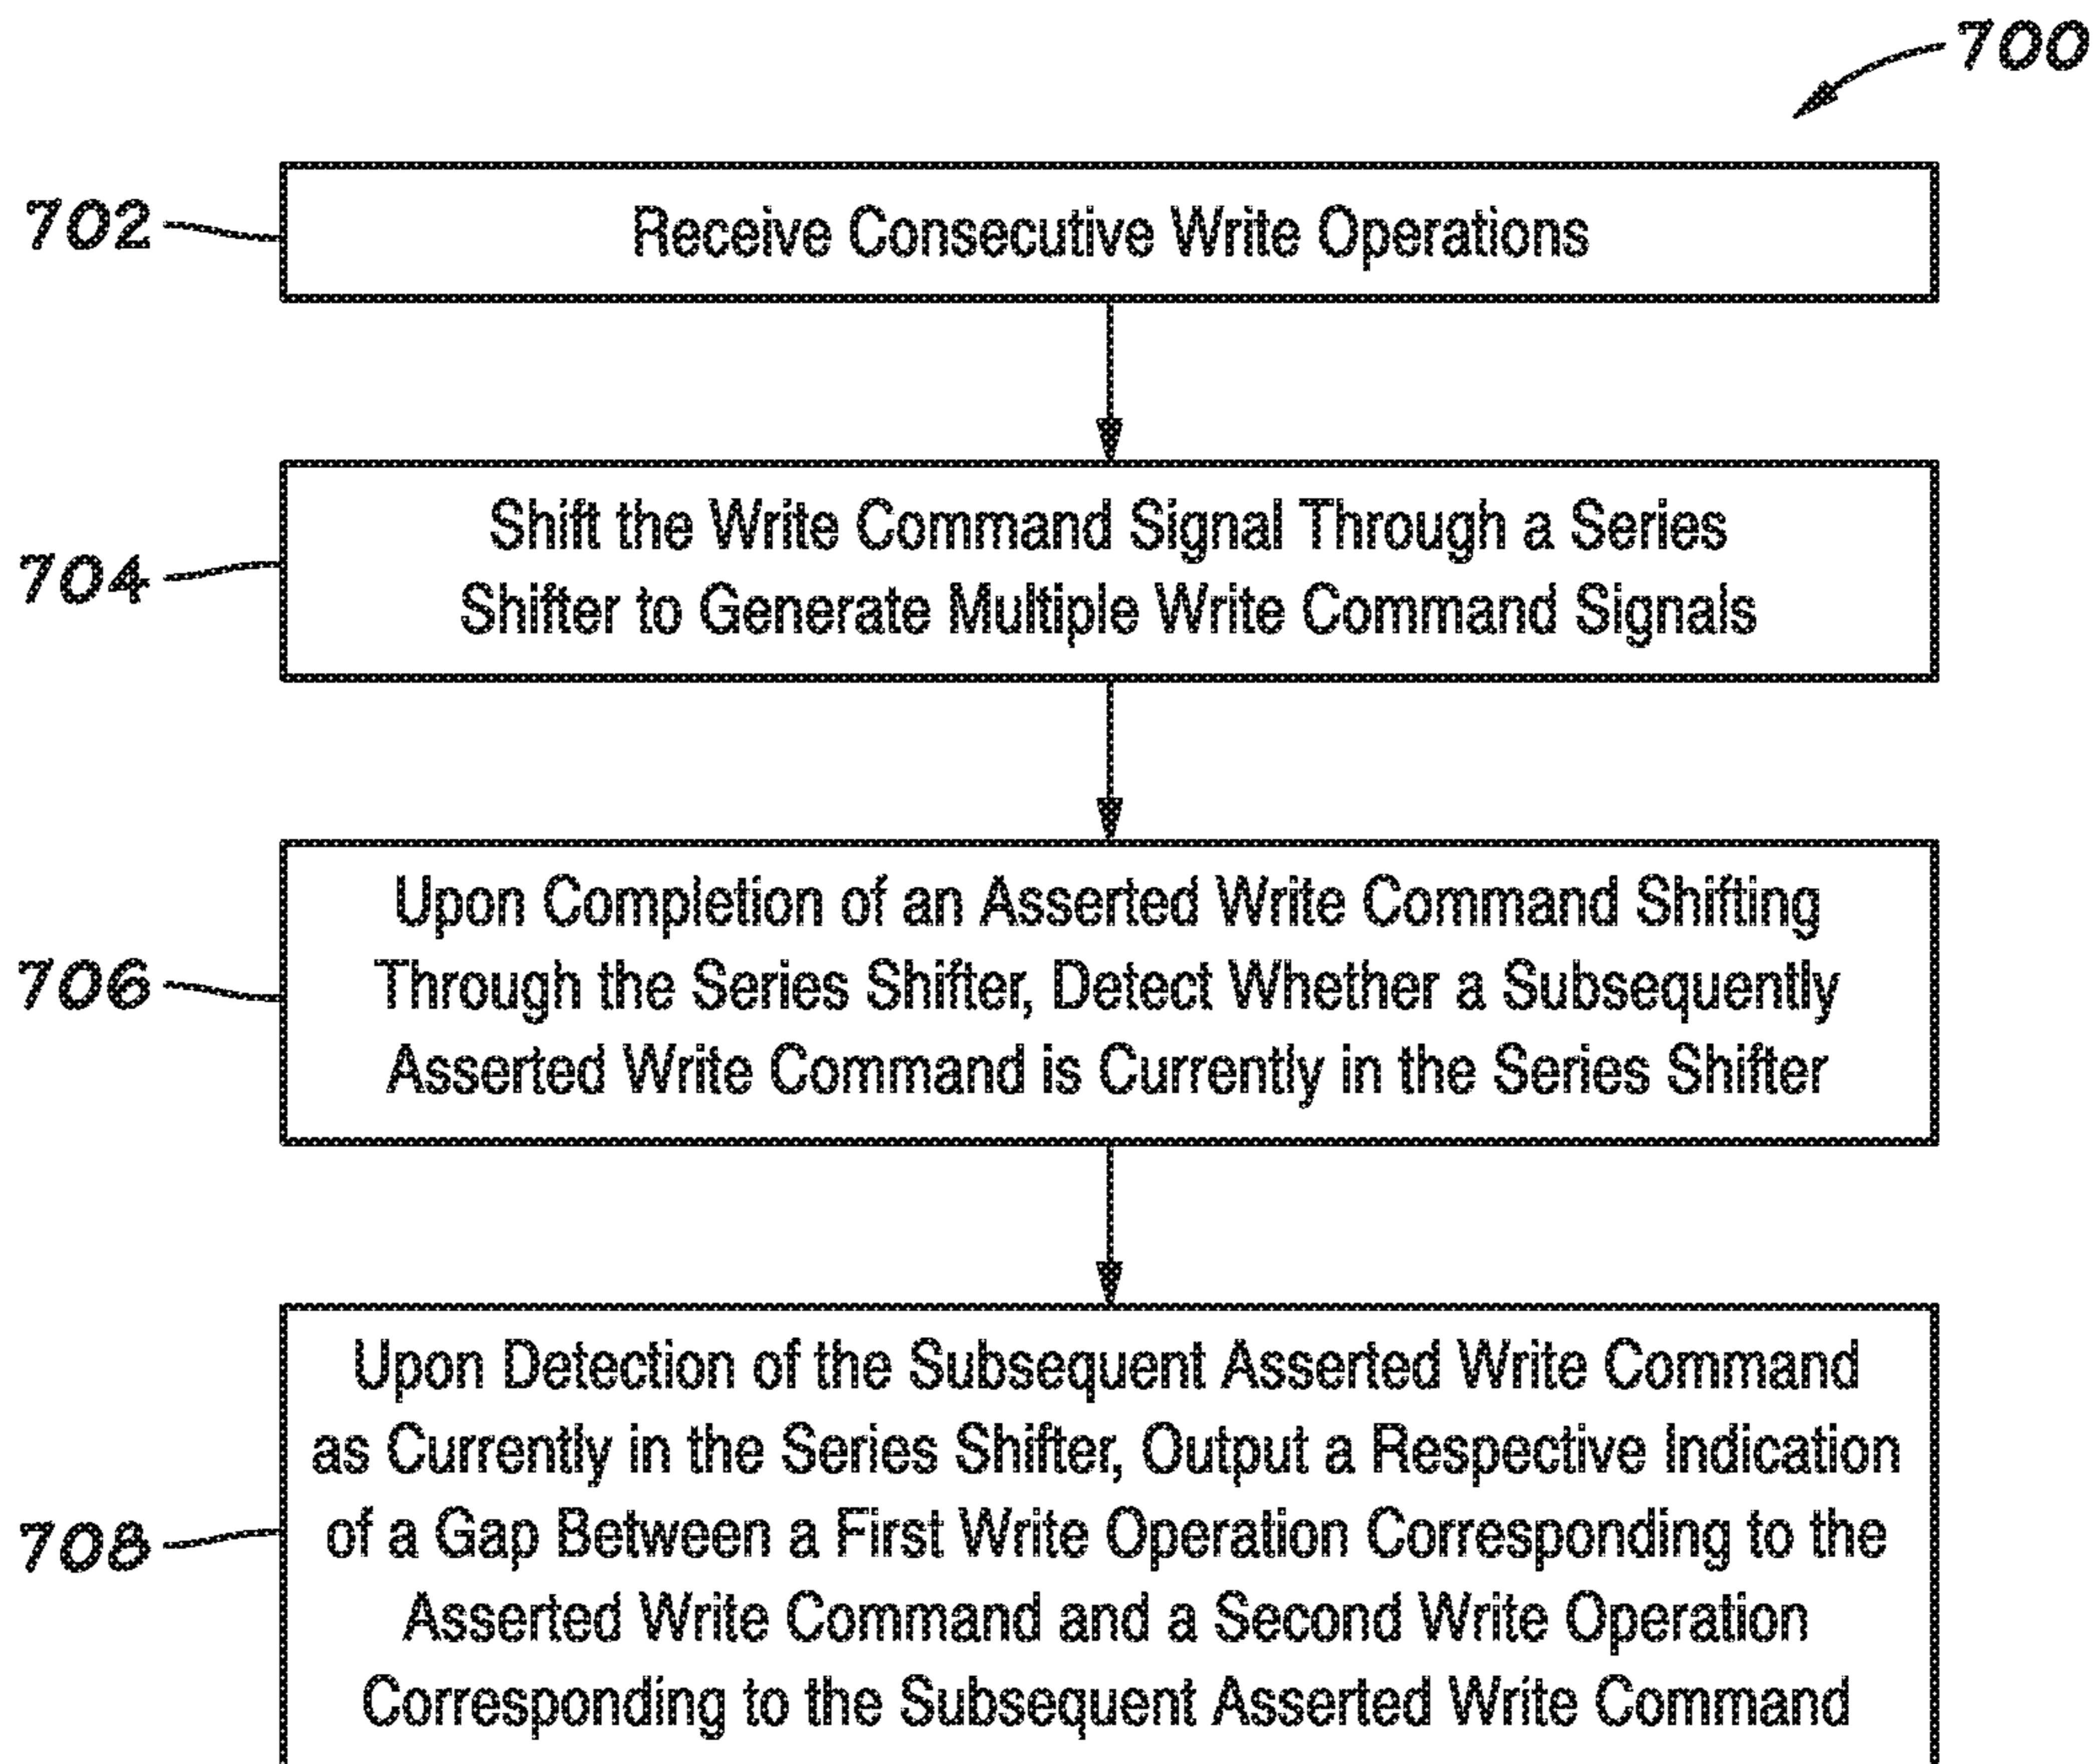 700
702
Receive Consecutive Write Operations
704
Shift the Write Command Signal Through a Series
Shifter to Generate Multiple Write Command Signals
706
Upon Completion of an Asserted Write Command Shifting
Through the Series Shifter, Detect Whether a Subsequently
Asserted Write Command is Currently in the Series Shifter
708
Upon Detection of the Subsequent Asserted Write Command
as Currently in the Series Shifter, Output a Respective Indication
of a Gap Between a First Write Operation Corresponding to the
Asserted Write Command and a Second Write Operation
Corresponding to the Subsequent Asserted Write Command